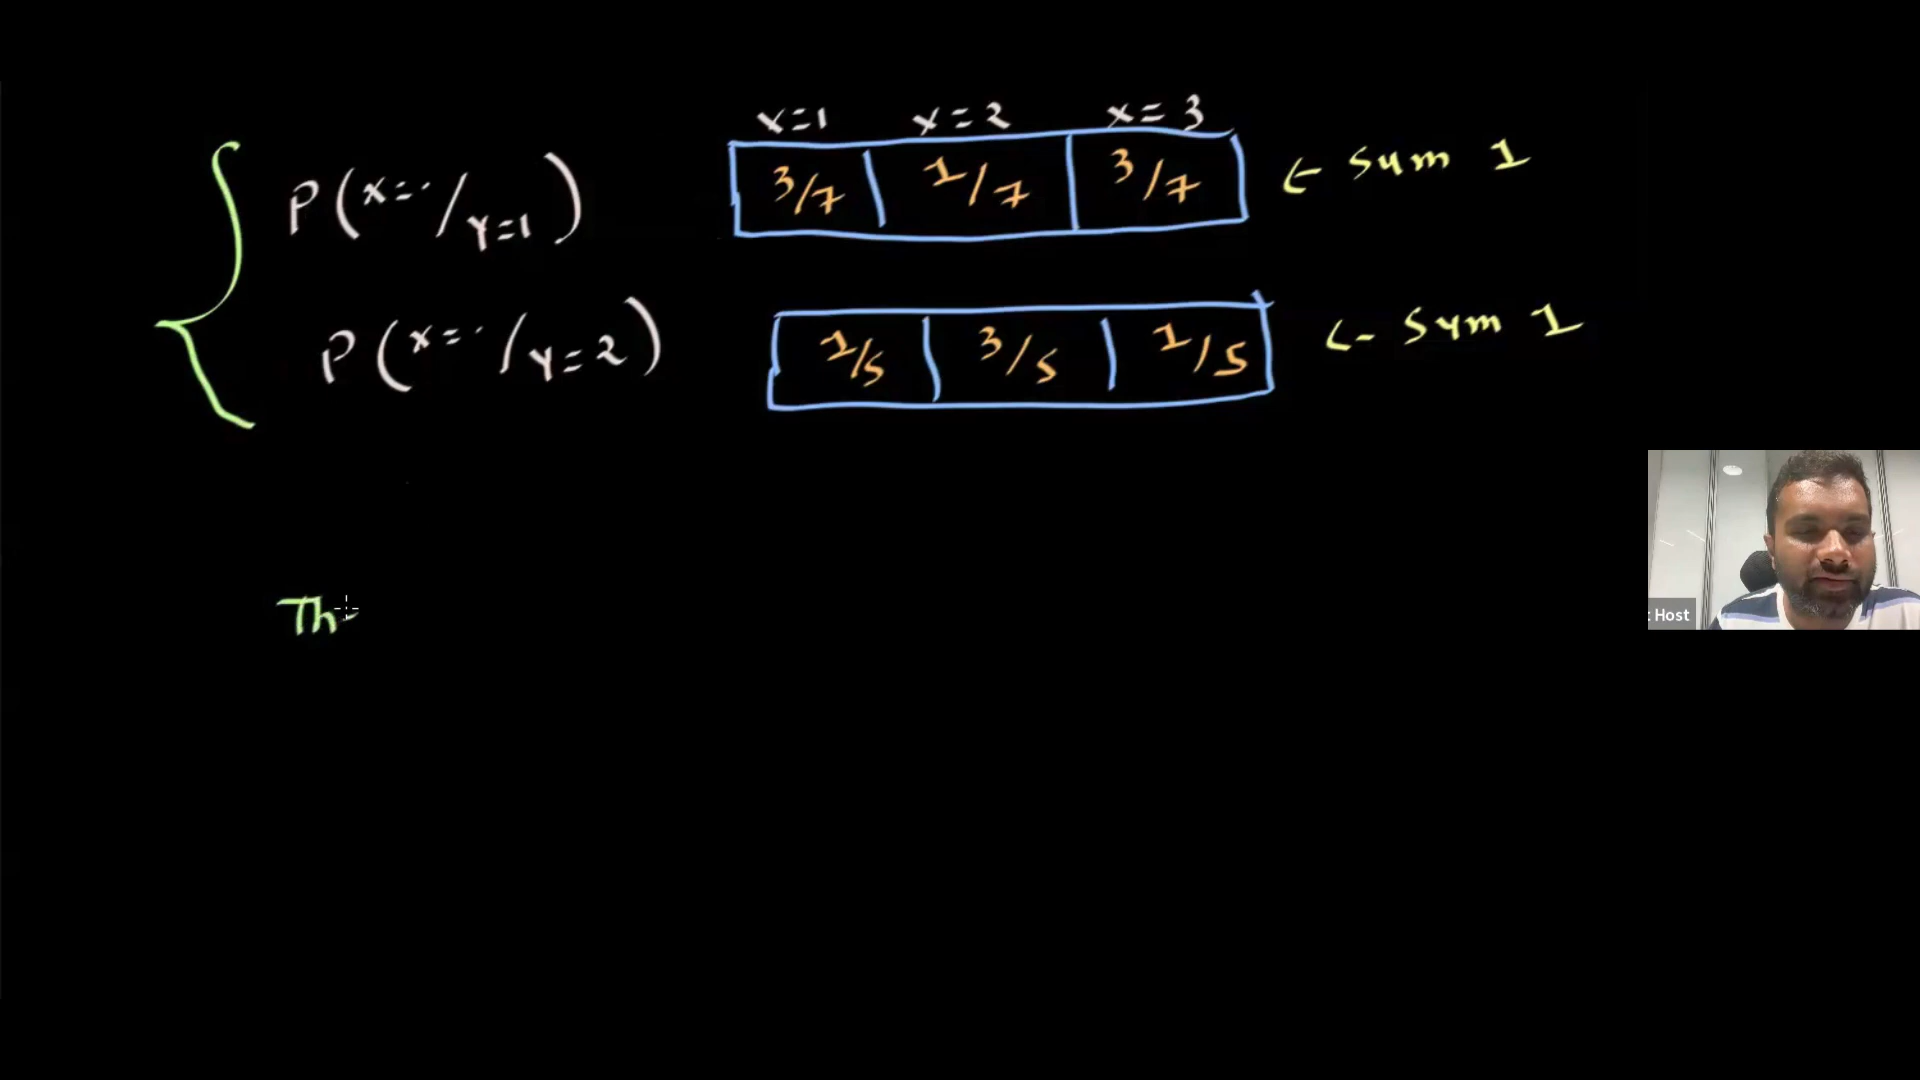 x=1 x=2 x=3
P(x=·/y=1) 3/7 1/7 3/7 ← sum 1
P(x=·/y=2) 1/5 3/5 1/5 ← sum 1
: Host
Th